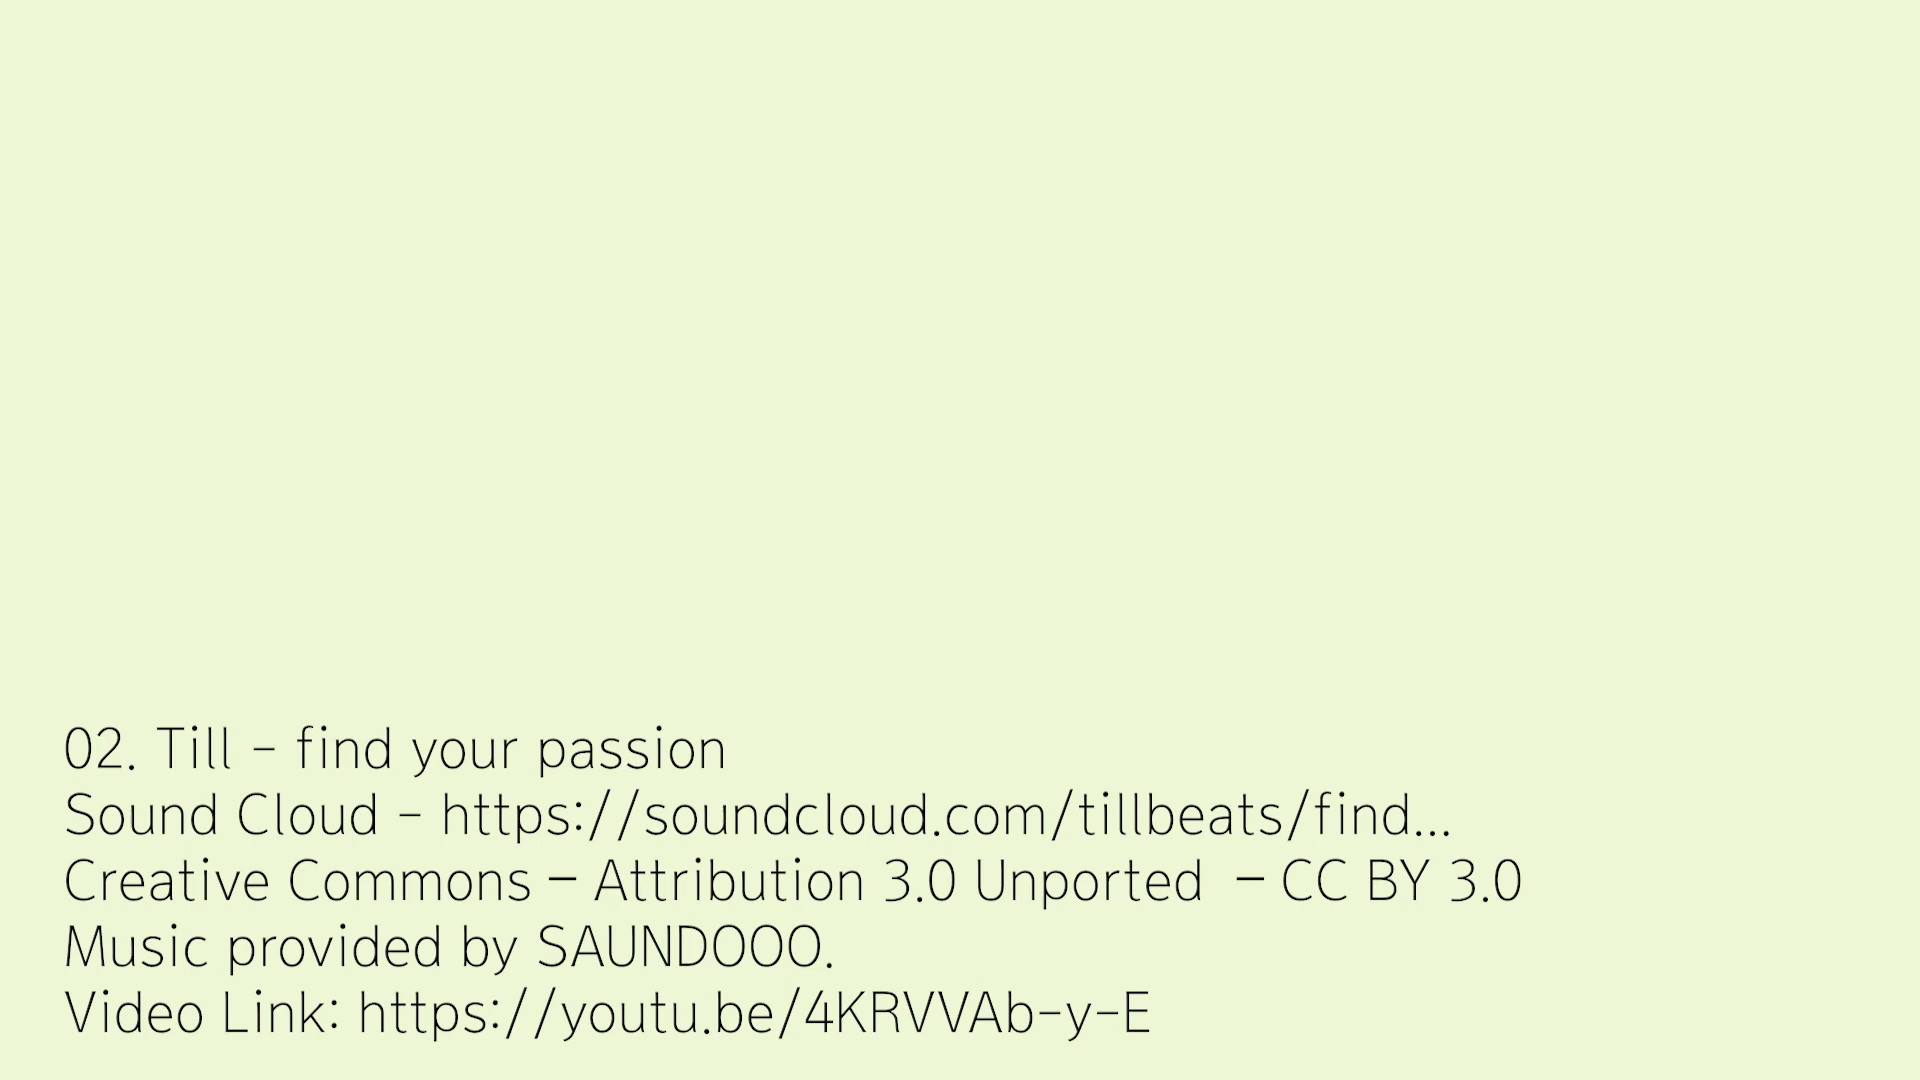 02. Till - find your passion
Sound Cloud - https://soundcloud.com/tillbeats/find...
Creative Commons — Attribution 3.0 Unported  — CC BY 3.0
Music provided by SAUNDOOO.
Video Link: https://youtu.be/4KRVVAb-y-E